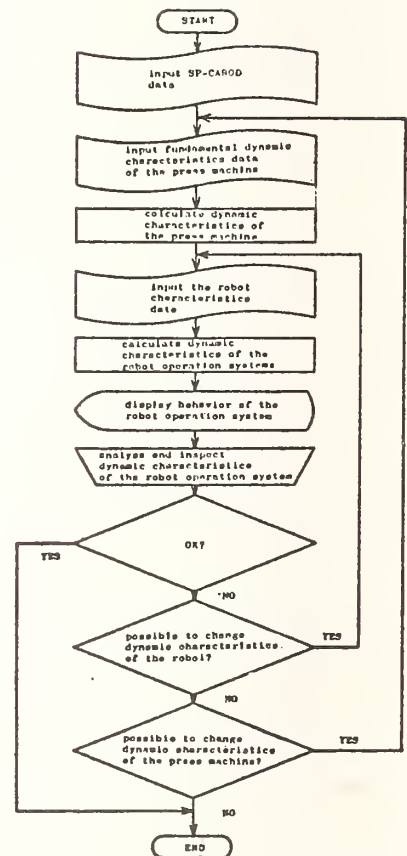 START
input SP-CAROD
data
input fundamental dynamic
characteristics data
of the press machine
calculate dynamic
characteristics of
the press machine
input the robot
characteristics
data
calculate dynamic
characteristics of the
robot operation systems
display behavior of the
robot operation system
analyse and inspect
dynamic characteristics
of the robot operation system
OK?
YES
NO
possible to change
dynamic characteristics
of the robot?
YES
NO
possible to change
dynamic characteristics
of the press machine?
YES
NO
END